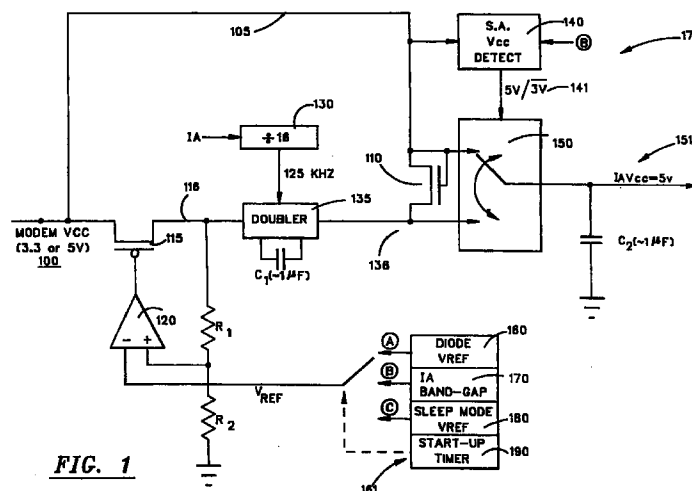 105
S.A.
Vcc
DETECT
140
B
17
5V/3V
141
130
IA
÷16
125 KHZ
150
151
110
IAVcc=5v
116
DOUBLER
135
MODEM VCC
(3.3 or 5V)
100
115
C1(~1µF)
136
C2(~1µF)
120
- +
R1
R2
VREF
A
B
C
DIODE
VREF
160
IA
BAND-GAP
170
SLEEP MODE
VREF
180
START-UP
TIMER
190
161
FIG. 1